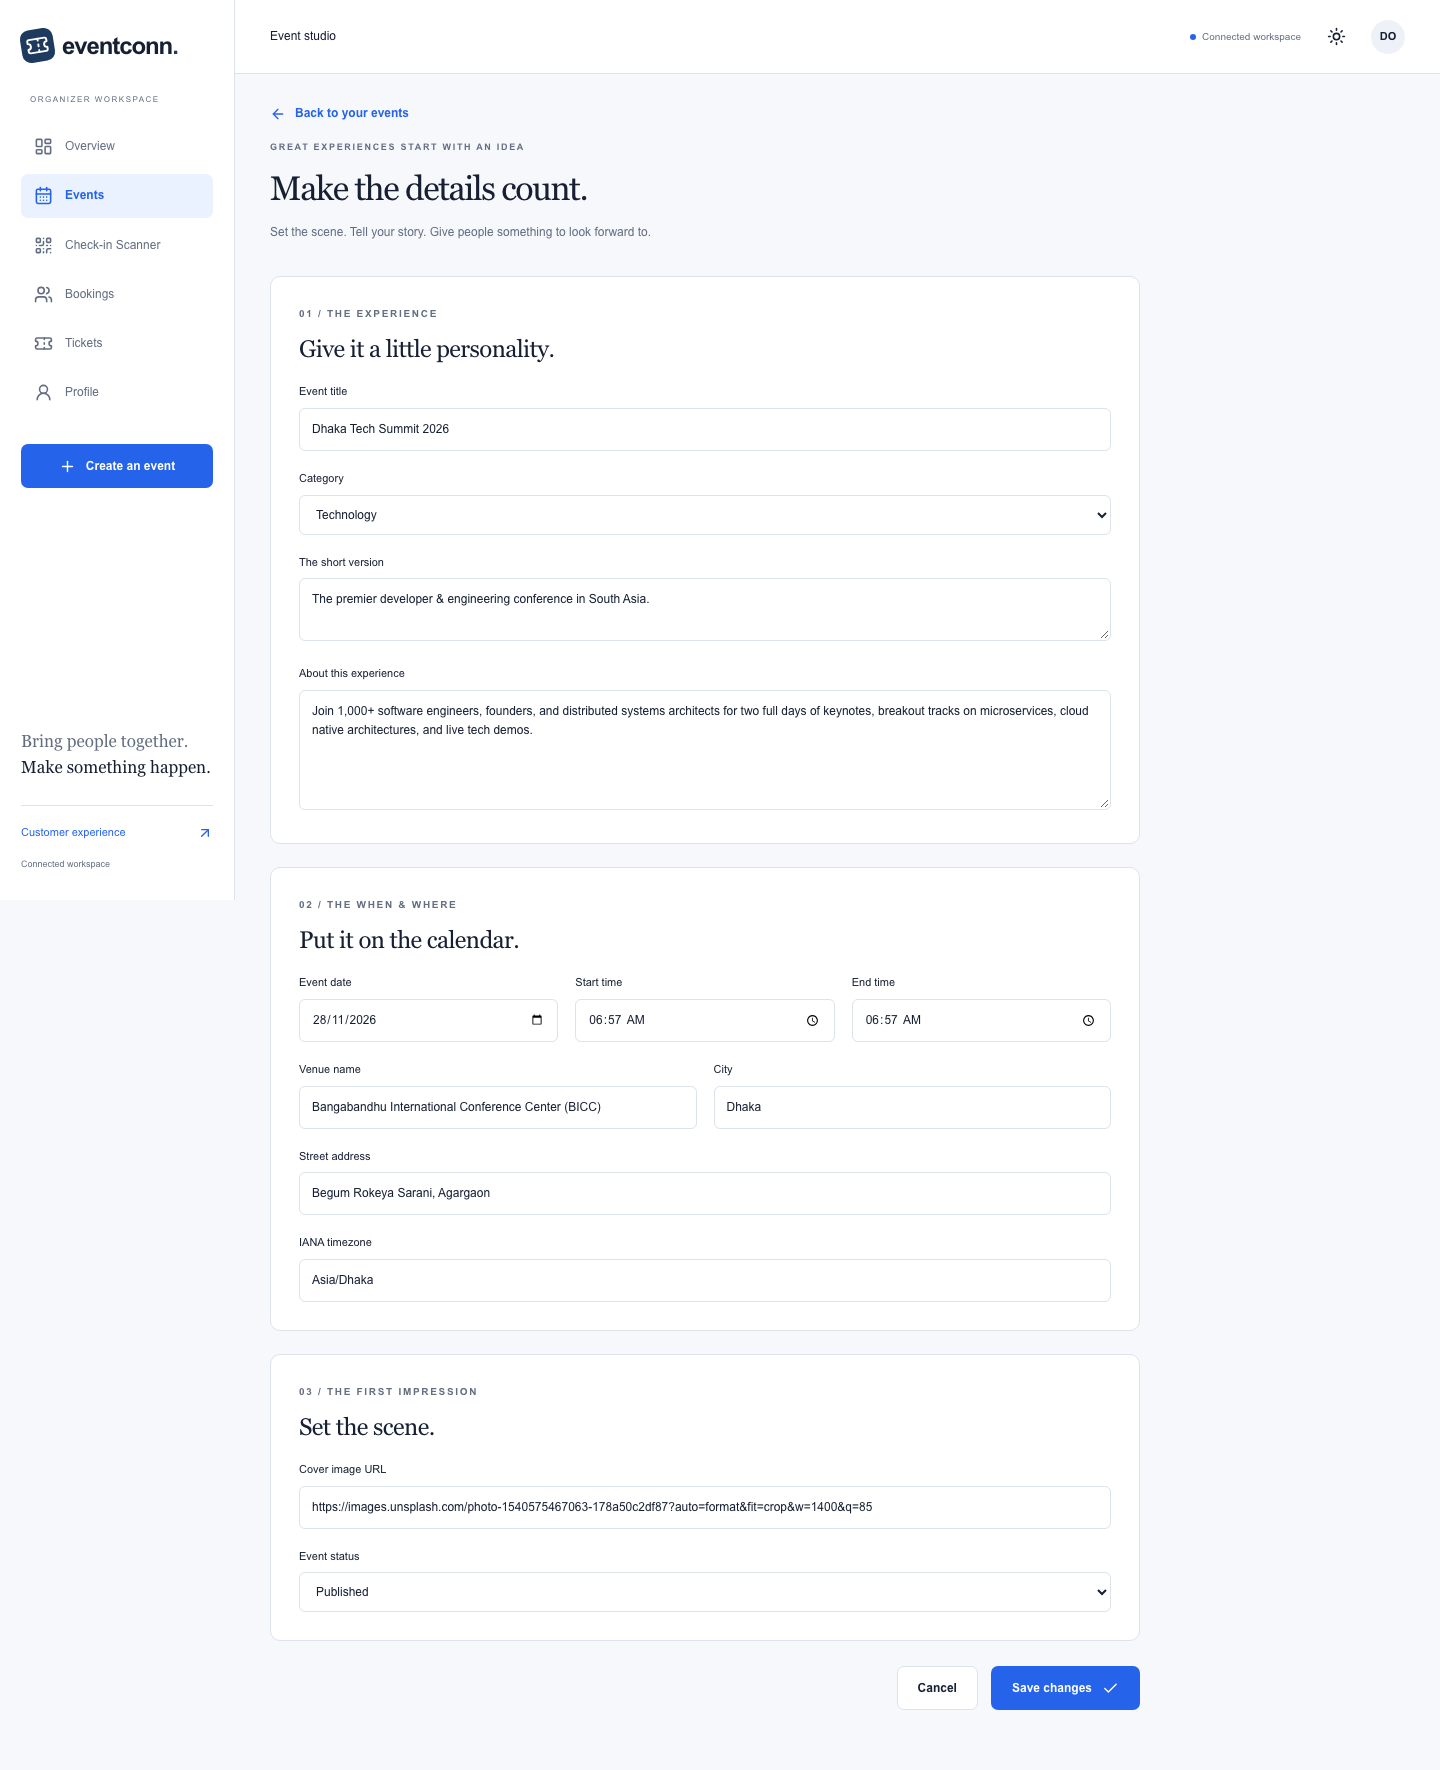 eventconn.
ORGANIZER WORKSPACE
Overview
Events
Check-in Scanner
Bookings
Tickets
Profile
Create an event
Bring people together.
Make something happen.
Customer experience
Connected workspace
Event studio
Connected workspace
DO
Back to your events
GREAT EXPERIENCES START WITH AN IDEA
Make the details count.
Set the scene. Tell your story. Give people something to look forward to.
01 / THE EXPERIENCE
Give it a little personality.
Event title
Dhaka Tech Summit 2026
Category
Technology
The short version
The premier developer & engineering conference in South Asia.
About this experience
Join 1,000+ software engineers, founders, and distributed systems architects for two full days of keynotes, breakout tracks on microservices, cloud
native architectures, and live tech demos.
02 / THE WHEN & WHERE
Put it on the calendar.
Event date
Start time
End time
28/11/2026
06:57 AM
06:57 AM
Venue name
City
Bangabandhu International Conference Center (BICC)
Dhaka
Street address
Begum Rokeya Sarani, Agargaon
IANA timezone
Asia/Dhaka
03 / THE FIRST IMPRESSION
Set the scene.
Cover image URL
https://images.unsplash.com/photo-1540575467063-178a50c2df87?auto=format&fit=crop&w=1400&q=85
Event status
Published
Cancel
Save changes